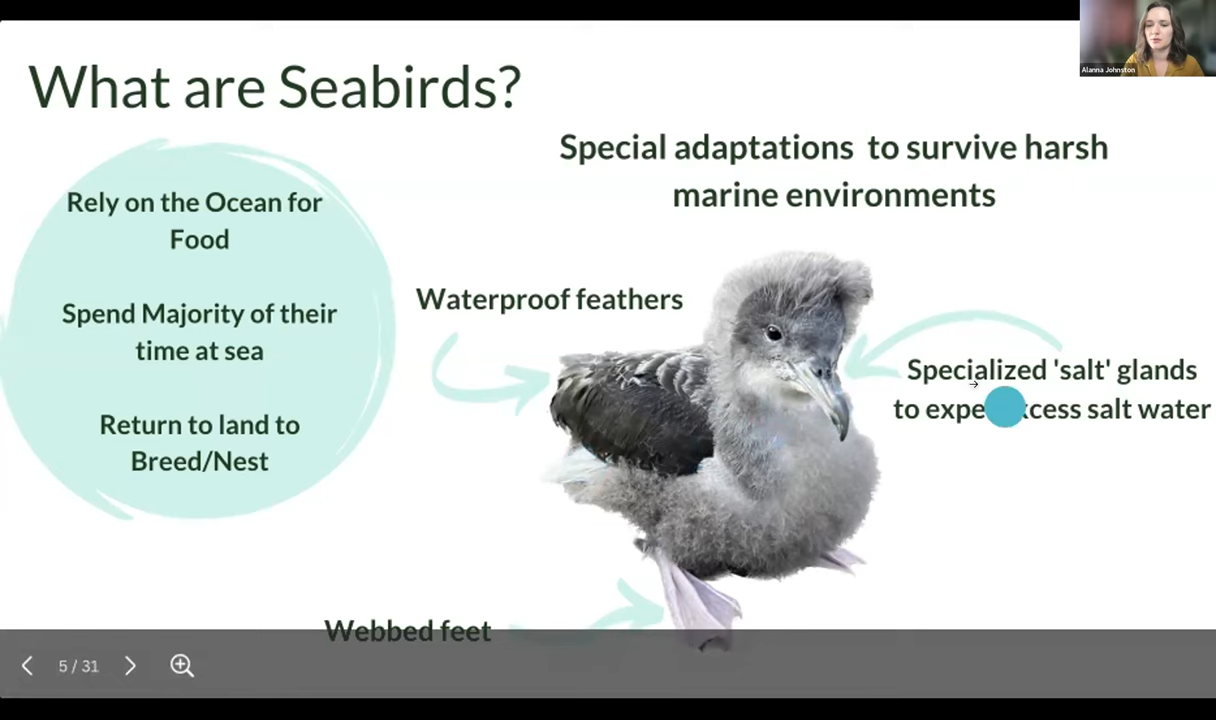 What are Seabirds?
Alanna Johnston
Special adaptations to survive harsh
marine environments
Rely on the Ocean for
Food
Spend Majority of their
time at sea
Return to land to
Breed/Nest
Waterproof feathers
Specialized 'salt' glands
to salt water
Webbed feet
5 / 31